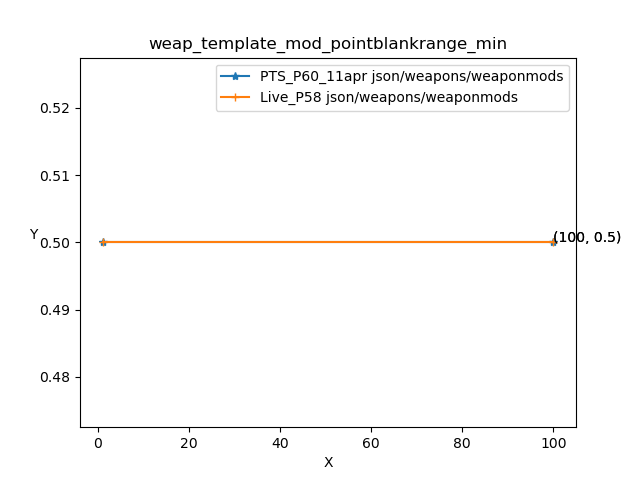 weap_template_mod_pointblankrange_min
PTS_P60_11apr json/weapons/weaponmods
Live_P58 json/weapons/weaponmods
0.52
0.51
Y
0.50
(100, 0.5)
0.49
0.48
0
20
40
60
80
100
X